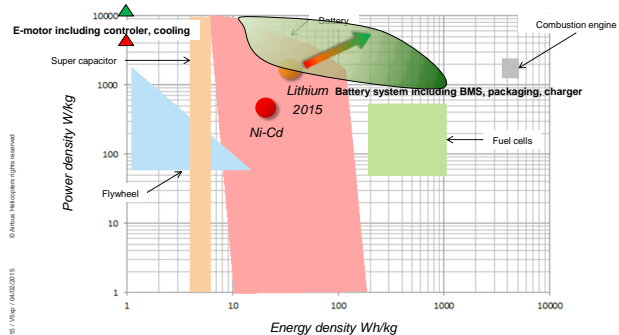 10000
Battery
Combustion engine
E-motor including controler, cooling
Super capacitor
1000
Lithium
2015
Battery system including BMS, packaging, charger
Ni-Cd
Power density W/kg
100
Fuel cells
Flywheel
10
1
1
10
100
1000
10000
Energy density Wh/kg
© Airbus Helicopters rights reserved
04/02/2015